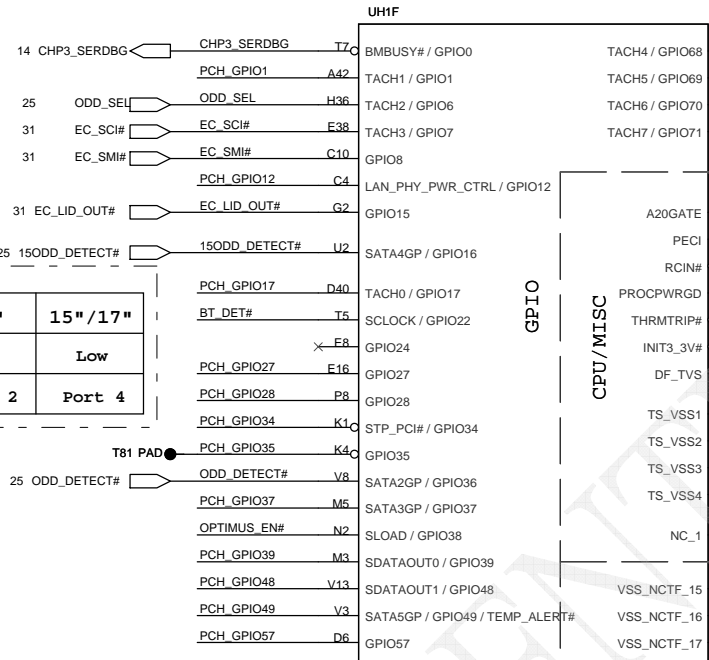 UH1F
14 CHP3_SERDBG CHP3_SERDBG T7 BMBUSY# / GPIO0 TACH4 / GPIO68
PCH_GPIO1 A42 TACH1 / GPIO1 TACH5 / GPIO69
25 ODD_SEL ODD_SEL H36 TACH2 / GPIO6 TACH6 / GPIO70
31 EC_SCI# EC_SCI# E38 TACH3 / GPIO7 TACH7 / GPIO71
31 EC_SMI# EC_SMI# C10 GPIO8
PCH_GPIO12 C4 LAN_PHY_PWR_CTRL / GPIO12
31 EC_LID_OUT# EC_LID_OUT# G2 GPIO15 A20GATE
PECI
25 15ODD_DETECT# 15ODD_DETECT# U2 SATA4GP / GPIO16
RCIN#
PCH_GPIO17 D40 TACH0 / GPIO17 PROCPWRGD
" 15"/17"
BT_DET# T5 SCLOCK / GPIO22 THRMTRIP#
GPIO
CPU/MISC
Low E8 GPIO24 INIT3_3V#
PCH_GPIO27 E16 GPIO27 DF_TVS
2 Port 4
PCH_GPIO28 P8 GPIO28
TS_VSS1
PCH_GPIO34 K1 STP_PCI# / GPIO34
TS_VSS2
T81 PAD PCH_GPIO35 K4 GPIO35
TS_VSS3
25 ODD_DETECT# ODD_DETECT# V8 SATA2GP / GPIO36
TS_VSS4
PCH_GPIO37 M5 SATA3GP / GPIO37
OPTIMUS_EN# N2 SLOAD / GPIO38 NC_1
PCH_GPIO39 M3 SDATAOUT0 / GPIO39
PCH_GPIO48 V13 SDATAOUT1 / GPIO48 VSS_NCTF_15
PCH_GPIO49 V3 SATA5GP / GPIO49 / TEMP_ALERT# VSS_NCTF_16
PCH_GPIO57 D6 GPIO57 VSS_NCTF_17